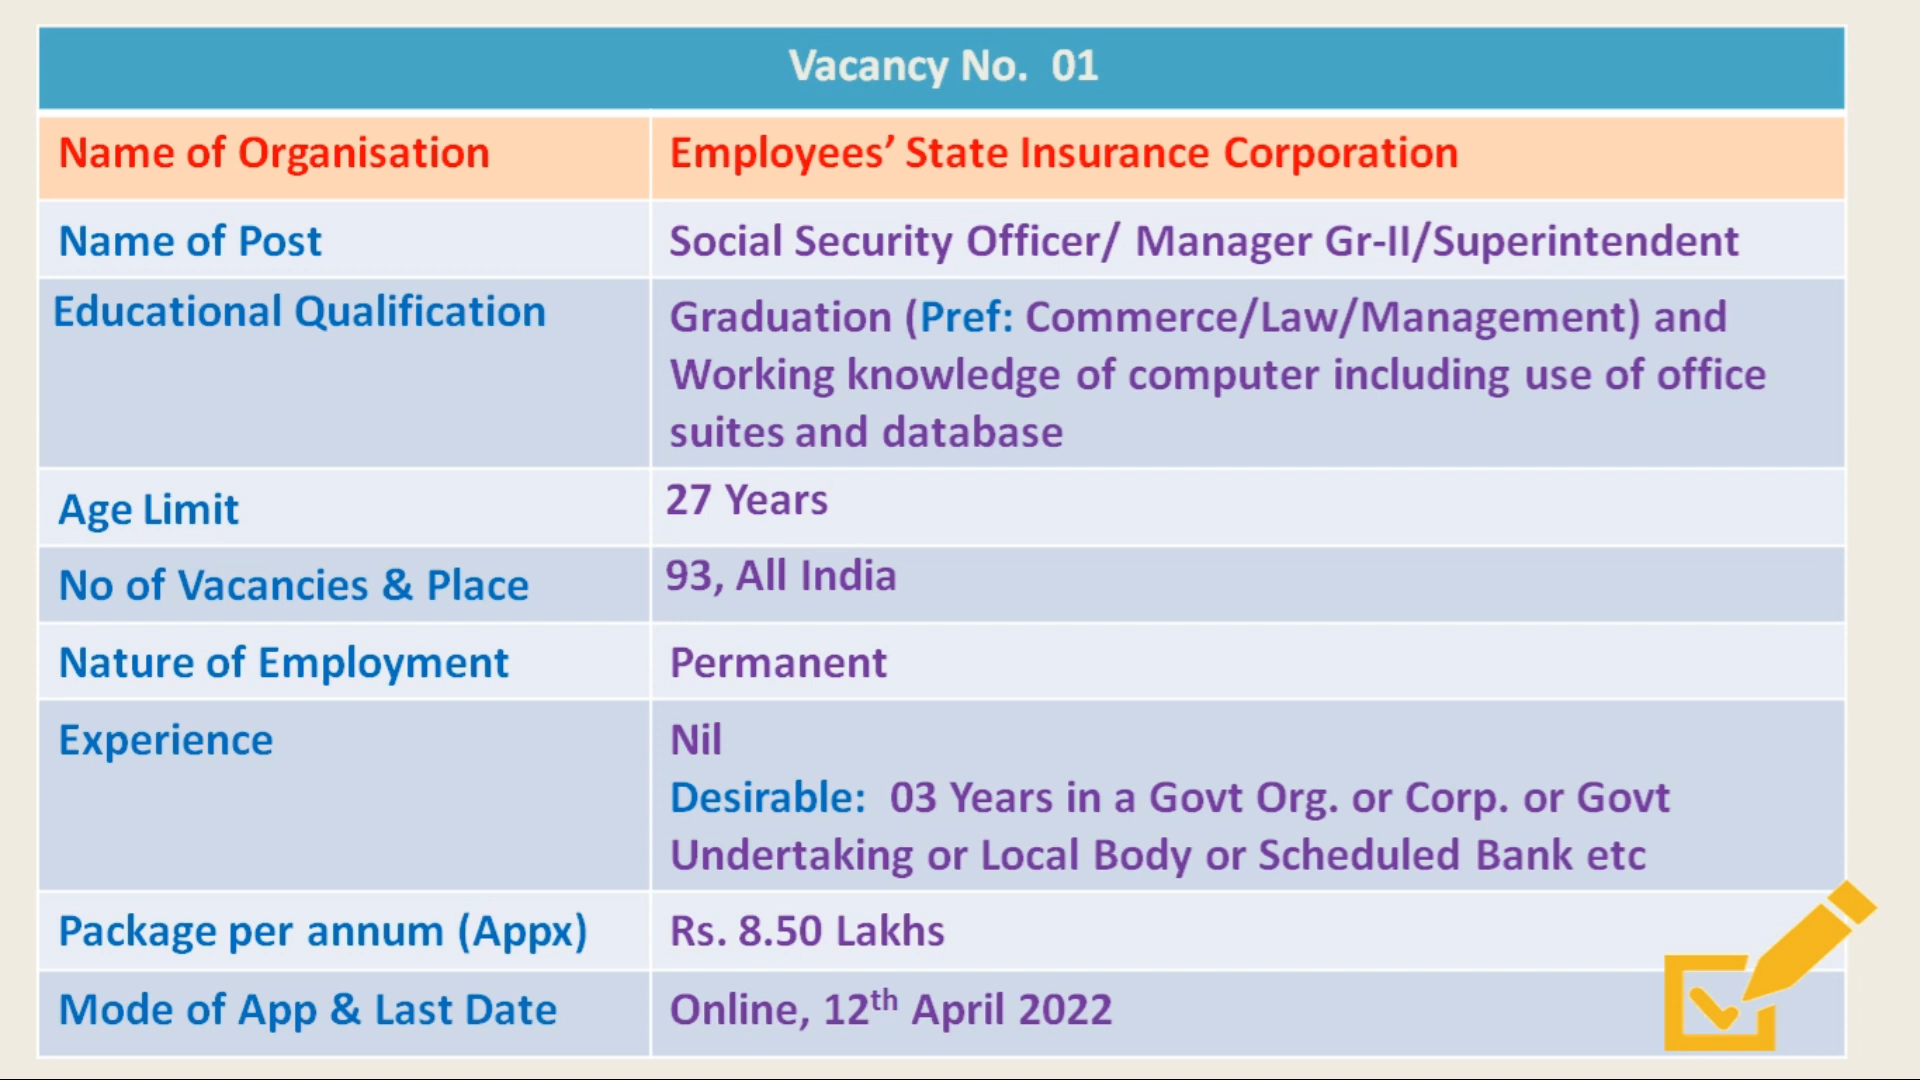 Vacancy No. 01
Name of Organisation
Employees’ State Insurance Corporation
Name of Post
Social Security Officer/ Manager Gr-II/Superintendent
Educational Qualification
Graduation (Pref: Commerce/Law/Management) and
Working knowledge of computer including use of office
suites and database
Age Limit
27 Years
No of Vacancies & Place
93, All India
Nature of Employment
Permanent
Experience
Nil
Desirable: 03 Years in a Govt Org. or Corp. or Govt
Undertaking or Local Body or Scheduled Bank etc
Package per annum (Appx)
Rs. 8.50 Lakhs
Mode of App & Last Date
Online, 12th April 2022